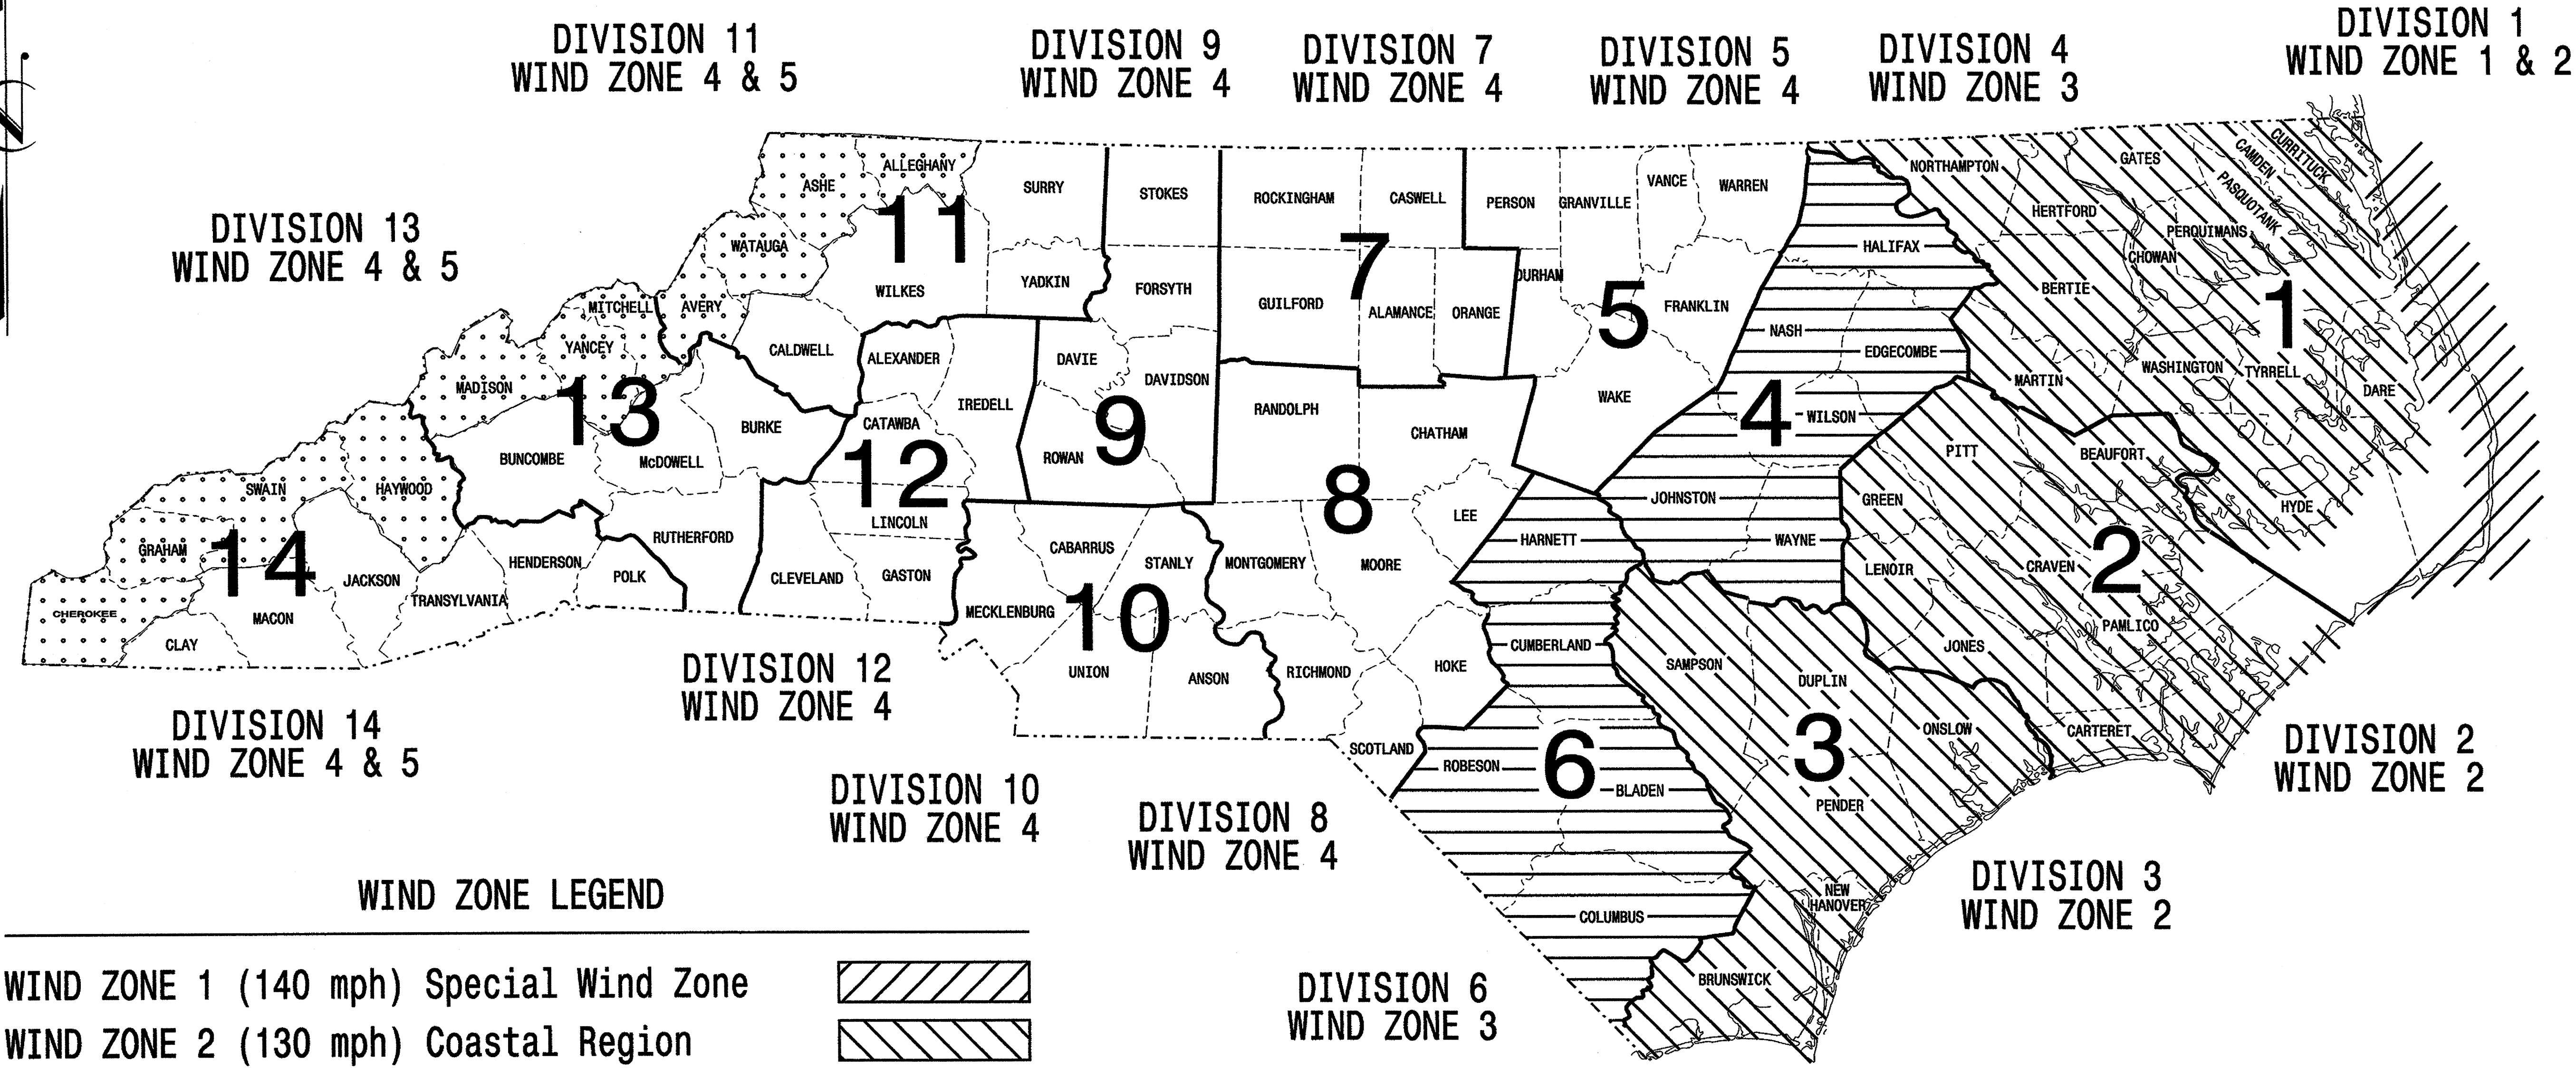 DIVISION 11
WIND ZONE 4 & 5
DIVISION 9
WIND ZONE 4
DIVISION 7
WIND ZONE 4
DIVISION 5
WIND ZONE 4
DIVISION 4
WIND ZONE 3
DIVISION 1
WIND ZONE 1 & 2
DIVISION 13
WIND ZONE 4 & 5
N
ALLEGHANY
ASHE
SURRY
STOKES
ROCKINGHAM
CASWELL
PERSON
GRANVILLE
VANCE
WARREN
NORTHAMPTON
GATES
CAMDEN
CURRITUCK
PASQUOTANK
HERTFORD
PERQUIMANS
CHOWAN
HALIFAX
BERTIE
WATAUGA
11
WILKES
YADKIN
FORSYTH
GUILFORD
7
ALAMANCE
ORANGE
DURHAM
5
FRANKLIN
NASH
EDGECOMBE
MARTIN
WASHINGTON
TYRRELL
1
DARE
MITCHELL
AVERY
YANCEY
CALDWELL
ALEXANDER
DAVIE
DAVIDSON
MADISON
13
BURKE
CATAWBA
IREDELL
ROWAN
9
RANDOLPH
CHATHAM
WAKE
4
WILSON
PITT
BEAUFORT
HYDE
BUNCOMBE
McDOWELL
12
LINCOLN
8
LEE
JOHNSTON
GREEN
SWAIN
HAYWOOD
GRAHAM
14
JACKSON
HENDERSON
RUTHERFORD
POLK
CLEVELAND
GASTON
CABARRUS
STANLY
MONTGOMERY
MOORE
HARNETT
WAYNE
LENOIR
CRAVEN
2
PAMLICO
CHEROKEE
CLAY
MACON
TRANSYLVANIA
MECKLENBURG
10
UNION
ANSON
RICHMOND
HOKE
CUMBERLAND
SAMPSON
DUPLIN
JONES
SCOTLAND
ROBESON
6
BLADEN
3
PENDER
ONSLOW
CARTERET
COLUMBUS
NEW
HANOVER
BRUNSWICK
DIVISION 14
WIND ZONE 4 & 5
DIVISION 12
WIND ZONE 4
DIVISION 10
WIND ZONE 4
DIVISION 8
WIND ZONE 4
DIVISION 6
WIND ZONE 3
DIVISION 3
WIND ZONE 2
DIVISION 2
WIND ZONE 2
WIND ZONE LEGEND
WIND ZONE 1 (140 mph) Special Wind Zone
WIND ZONE 2 (130 mph) Coastal Region